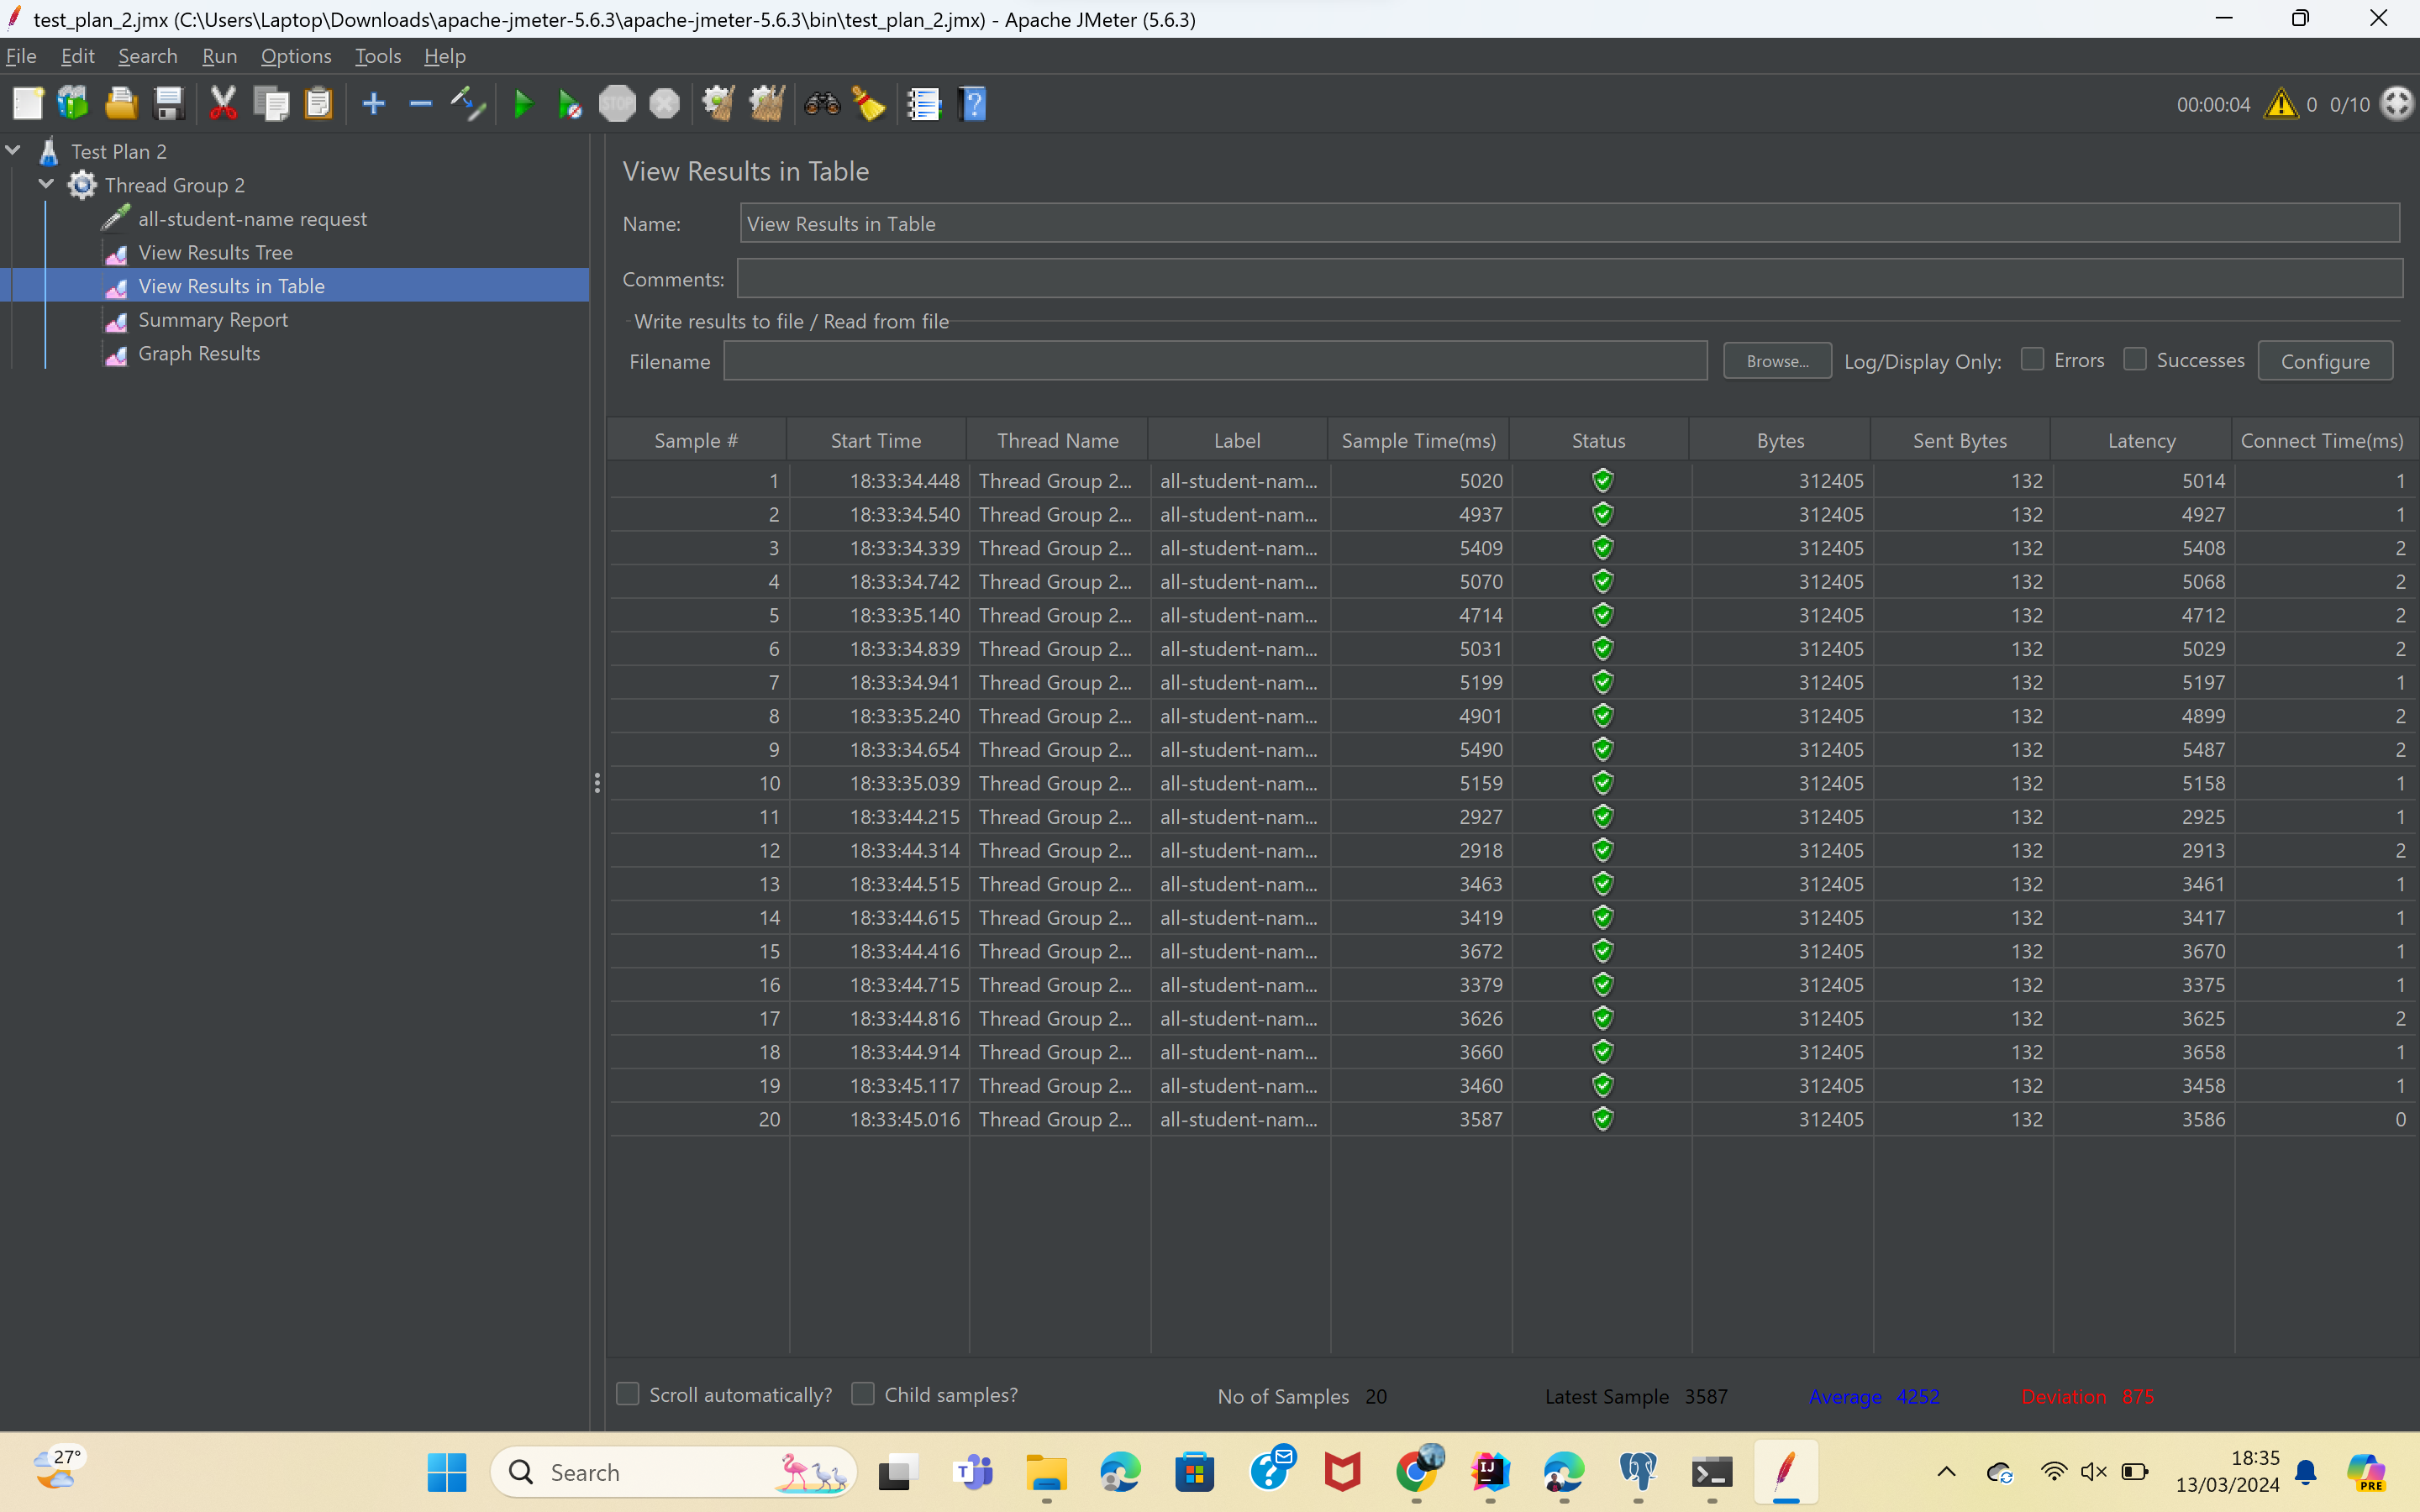 test_plan_2.jmx (C:\Users\Laptop\Downloads\apache-jmeter-5.6.3\apache-jmeter-5.6.3\bin\test_plan_2.jmx) - Apache JMeter (5.6.3)
File Edit Search Run Options Tools Help
STOP 00:00:04 0 0/10
Test Plan 2
Thread Group 2
all-student-name request
View Results Tree
View Results in Table
Summary Report
Graph Results
View Results in Table
Name: View Results in Table
Comments:
Write results to file / Read from file
Filename Browse... Log/Display Only: Errors Successes Configure
Sample # Start Time Thread Name Label Sample Time(ms) Status Bytes Sent Bytes Latency Connect Time(ms)
1 18:33:34.448 Thread Group 2... all-student-nam... 5020 312405 132 5014 1
2 18:33:34.540 Thread Group 2... all-student-nam... 4937 312405 132 4927 1
3 18:33:34.339 Thread Group 2... all-student-nam... 5409 312405 132 5408 2
4 18:33:34.742 Thread Group 2... all-student-nam... 5070 312405 132 5068 2
5 18:33:35.140 Thread Group 2... all-student-nam... 4714 312405 132 4712 2
6 18:33:34.839 Thread Group 2... all-student-nam... 5031 312405 132 5029 2
7 18:33:34.941 Thread Group 2... all-student-nam... 5199 312405 132 5197 1
8 18:33:35.240 Thread Group 2... all-student-nam... 4901 312405 132 4899 2
9 18:33:34.654 Thread Group 2... all-student-nam... 5490 312405 132 5487 2
10 18:33:35.039 Thread Group 2... all-student-nam... 5159 312405 132 5158 1
11 18:33:44.215 Thread Group 2... all-student-nam... 2927 312405 132 2925 1
12 18:33:44.314 Thread Group 2... all-student-nam... 2918 312405 132 2913 2
13 18:33:44.515 Thread Group 2... all-student-nam... 3463 312405 132 3461 1
14 18:33:44.615 Thread Group 2... all-student-nam... 3419 312405 132 3417 1
15 18:33:44.416 Thread Group 2... all-student-nam... 3672 312405 132 3670 1
16 18:33:44.715 Thread Group 2... all-student-nam... 3379 312405 132 3375 1
17 18:33:44.816 Thread Group 2... all-student-nam... 3626 312405 132 3625 2
18 18:33:44.914 Thread Group 2... all-student-nam... 3660 312405 132 3658 1
19 18:33:45.117 Thread Group 2... all-student-nam... 3460 312405 132 3458 1
20 18:33:45.016 Thread Group 2... all-student-nam... 3587 312405 132 3586 0
Scroll automatically? Child samples? No of Samples 20 Latest Sample 3587 Average 4252 Deviation 875
27° Search T IJ PRE
18:35
13/03/2024